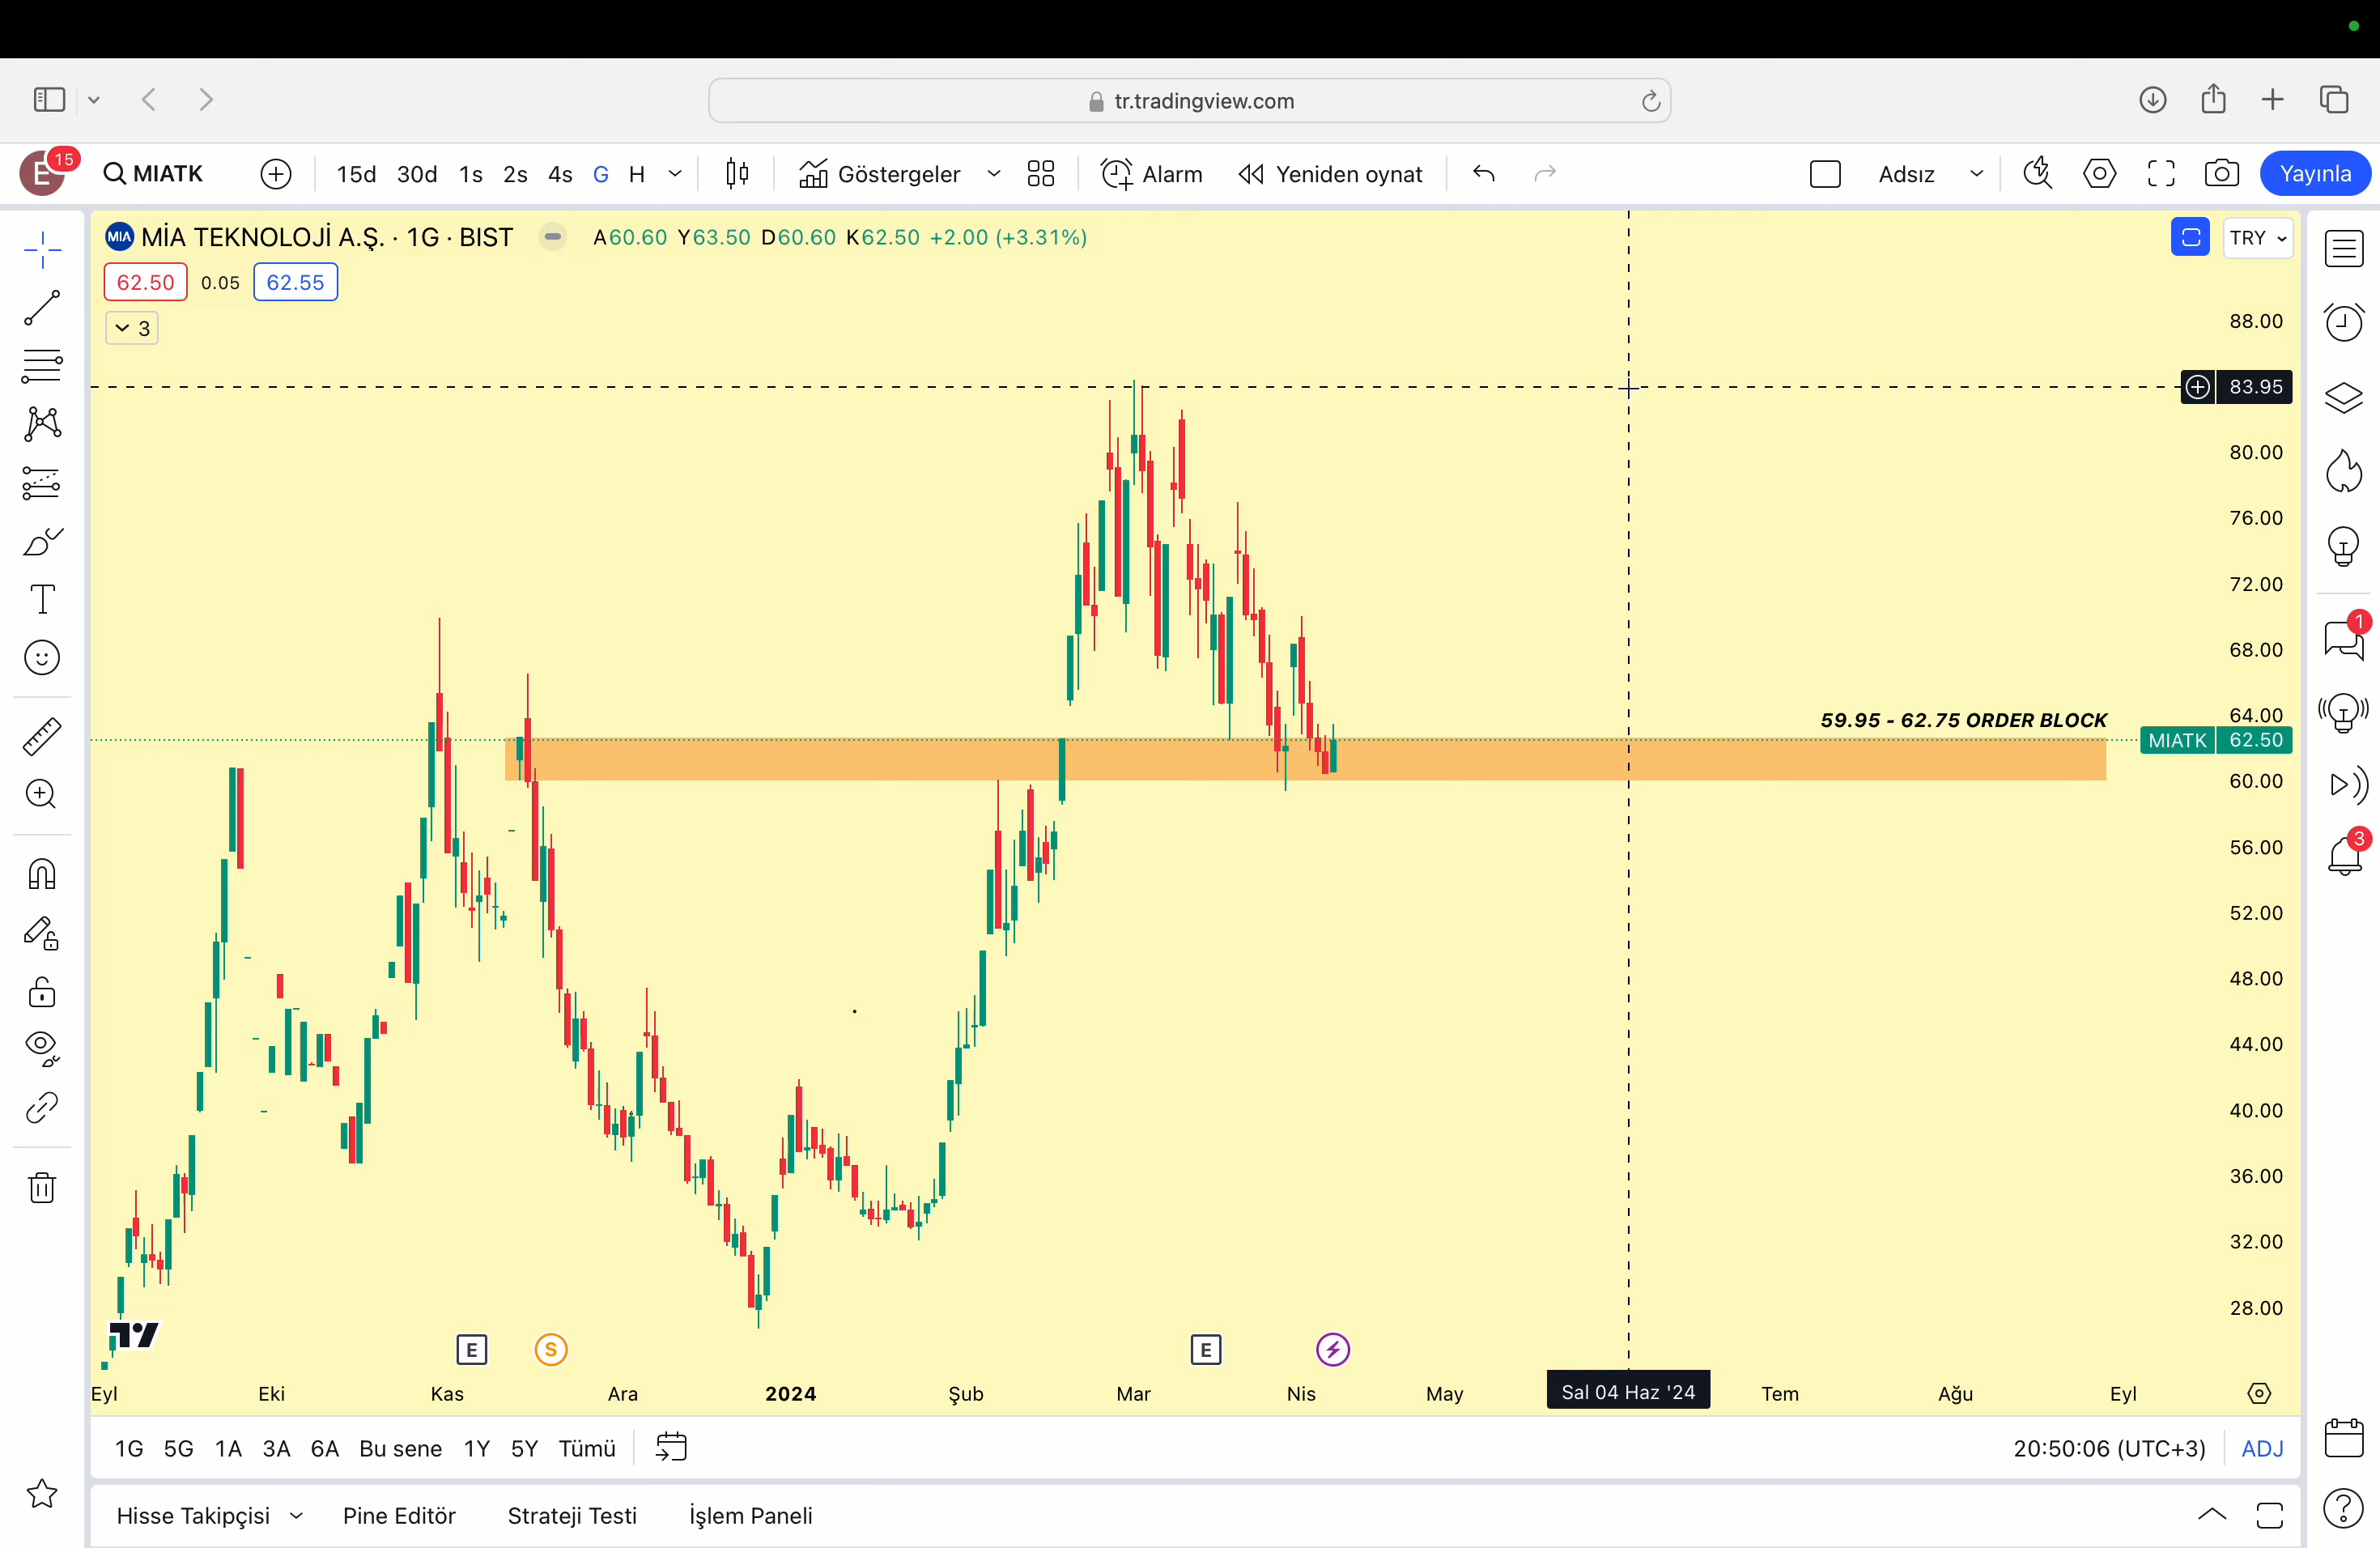 tr.tradingview.com
E 15 MIATK 15d 30d 1s 2s 4s G H Göstergeler Alarm Yeniden oynat Adsız Yayınla
MIA MİA TEKNOLOJİ A.Ş. · 1G · BIST A60.60 Y63.50 D60.60 K62.50 +2.00 (+3.31%) TRY
62.50 0.05 62.55
3
88.00
83.95
80.00
76.00
72.00
68.00
1
64.00
59.95 - 62.75 ORDER BLOCK
MIATK 62.50
60.00
3
56.00
52.00
48.00
44.00
40.00
36.00
32.00
28.00
E S E
Eyl Eki Kas Ara 2024 Şub Mar Nis May Sal 04 Haz '24 Tem Ağu Eyl
1G 5G 1A 3A 6A Bu sene 1Y 5Y Tümü 20:50:06 (UTC+3) ADJ
Hisse Takipçisi Pine Editör Strateji Testi İşlem Paneli